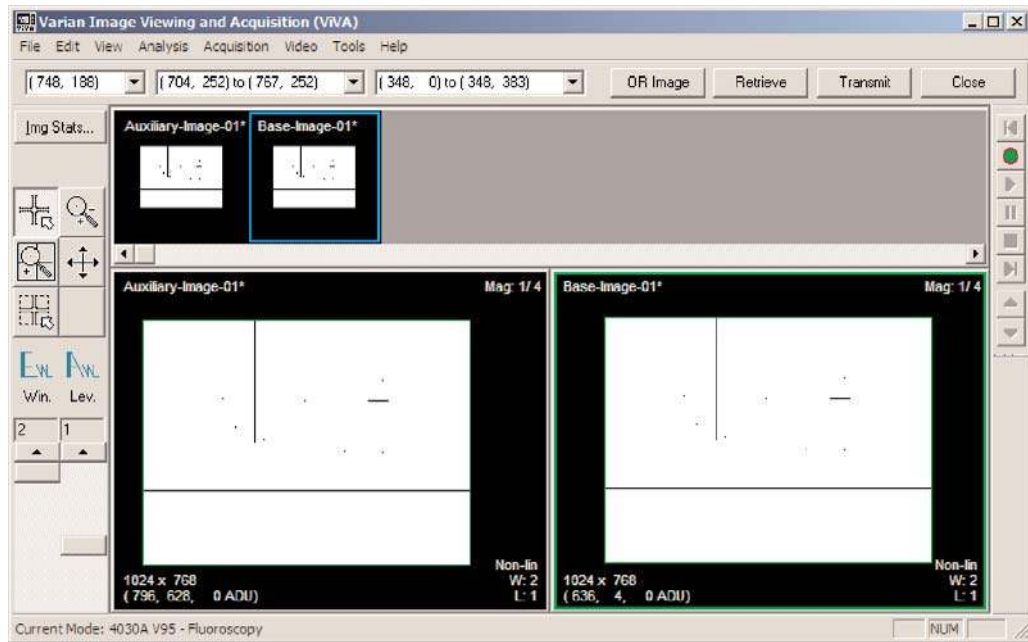 Varian Image Viewing and Acquisition (ViVA)
File Edit View Analysis Acquisition Video Tools Help
(748, 188) (704, 252) to (767, 252) (348, 0) to (348, 383) OR Image Retrieve Transmit Close
Img Stats...
Auxiliary-Image-01* Base-Image-01*
Auxiliary-Image-01* Mag: 1/4
Base-Image-01* Mag: 1/4
Win. Lev.
2 1
Non-lin
1024 x 768 W: 2
(796, 628, 0 ADU) L: 1
Non-lin
1024 x 768 W: 2
(636, 4, 0 ADU) L: 1
Current Mode: 4030A V95 - Fluoroscopy NUM